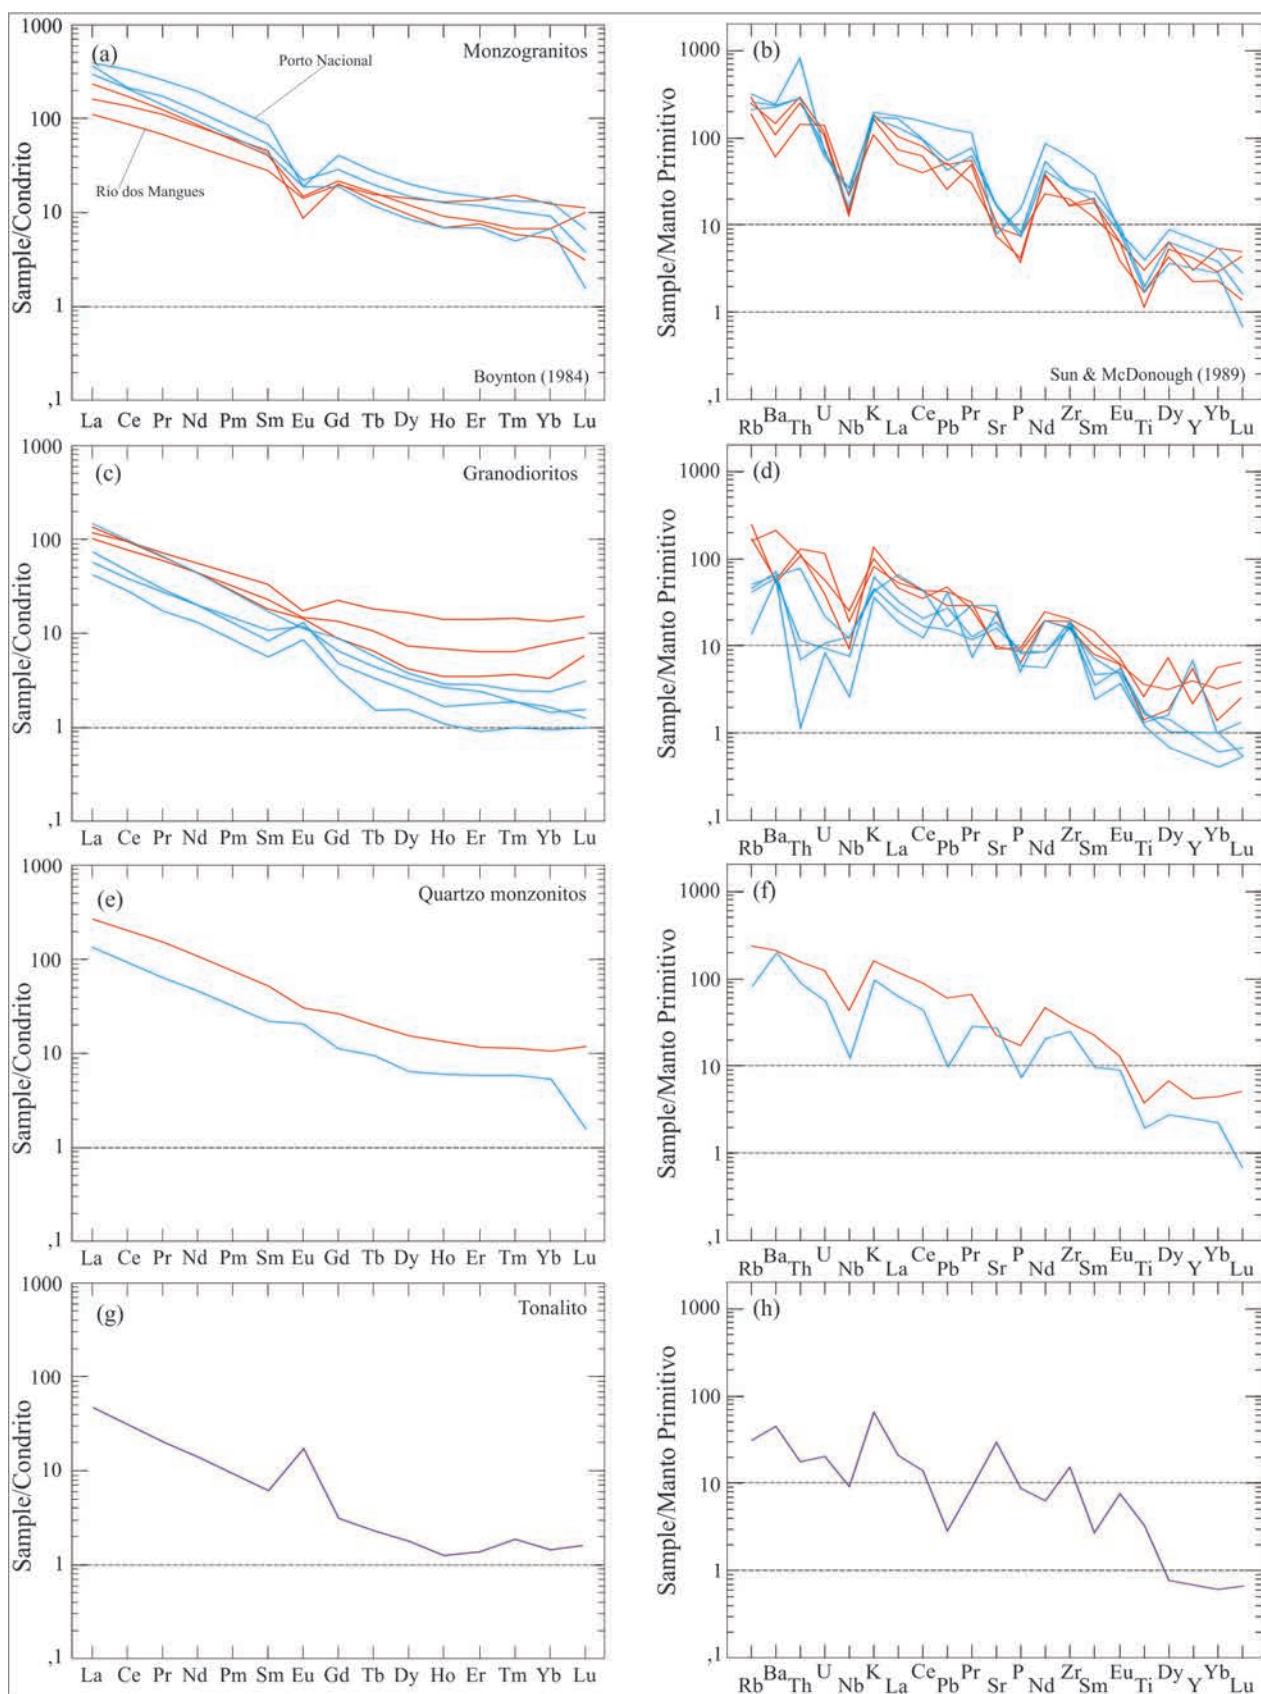 (a)
Monzogranitos
Porto Nacional
Rio dos Mangues
Boynton (1984)
Sample/Condrito
1000
100
10
1
,1
La Ce Pr Nd Pm Sm Eu Gd Tb Dy Ho Er Tm Yb Lu
(b)
Sun & McDonough (1989)
Sample/Manto Primitivo
1000
100
10
1
,1
Rb Ba Th U Nb K La Ce Pb Pr Sr P Nd Zr Sm Eu Ti Dy Y Yb Lu
(c)
Granodioritos
Sample/Condrito
1000
100
10
1
,1
La Ce Pr Nd Pm Sm Eu Gd Tb Dy Ho Er Tm Yb Lu
(d)
Sample/Manto Primitivo
1000
100
10
1
,1
Rb Ba Th U Nb K La Ce Pb Pr Sr P Nd Zr Sm Eu Ti Dy Y Yb Lu
(e)
Quartzo monzonitos
Sample/Condrito
1000
100
10
1
,1
La Ce Pr Nd Pm Sm Eu Gd Tb Dy Ho Er Tm Yb Lu
(f)
Sample/Manto Primitivo
1000
100
10
1
,1
Rb Ba Th U Nb K La Ce Pb Pr Sr P Nd Zr Sm Eu Ti Dy Y Yb Lu
(g)
Tonalito
Sample/Condrito
1000
100
10
1
,1
La Ce Pr Nd Pm Sm Eu Gd Tb Dy Ho Er Tm Yb Lu
(h)
Sample/Manto Primitivo
1000
100
10
1
,1
Rb Ba Th U Nb K La Ce Pb Pr Sr P Nd Zr Sm Eu Ti Dy Y Yb Lu